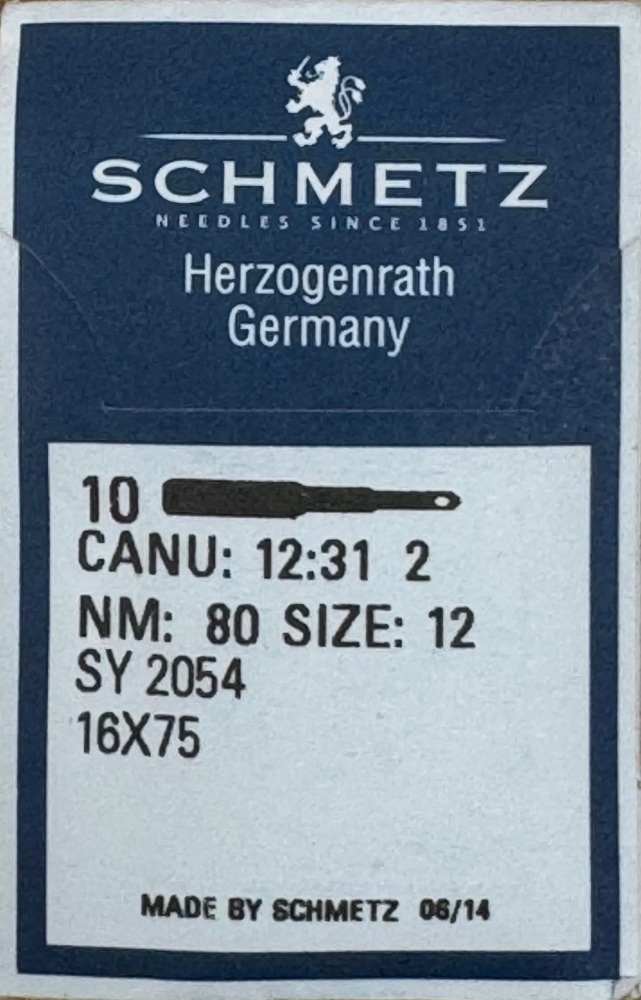 SCHMETZ
NEEDLES SINCE 1851
Herzogenrath
Germany
10
CANU: 12:31 2
NM: 80 SIZE: 12
SY 2054
16X75
MADE BY SCHMETZ 06/14